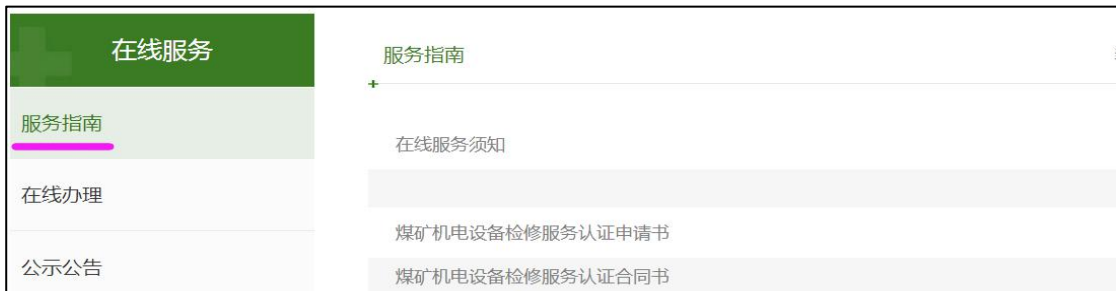 在线服务
服务指南
在线办理
公示公告
服务指南
在线服务须知
煤矿机电设备检修服务认证申请书
煤矿机电设备检修服务认证合同书